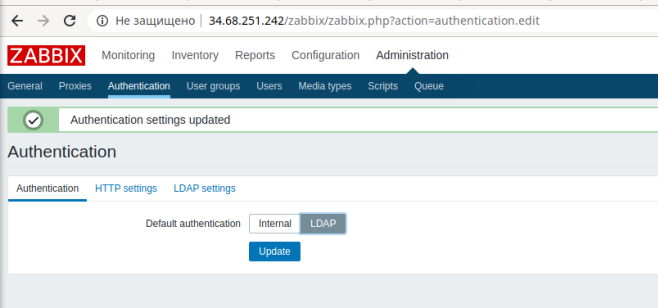 Не защищено 34.68.251.242/zabbix/zabbix.php?action=authentication.edit
ZABBIX Monitoring Inventory Reports Configuration Administration
General Proxies Authentication User groups Users Media types Scripts Queue
Authentication settings updated
Authentication
Authentication HTTP settings LDAP settings
Default authentication Internal LDAP
Update